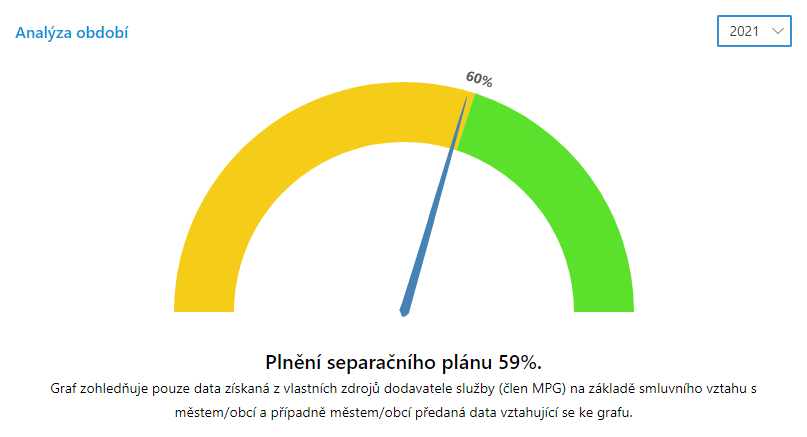 Analýza období
2021
60%
Plnění separačního plánu 59%.
Graf zohledňuje pouze data získaná z vlastních zdrojů dodavatele služby (člen MPG) na základě smluvního vztahu s
městem/obcí a případně městem/obcí předaná data vztahující se ke grafu.